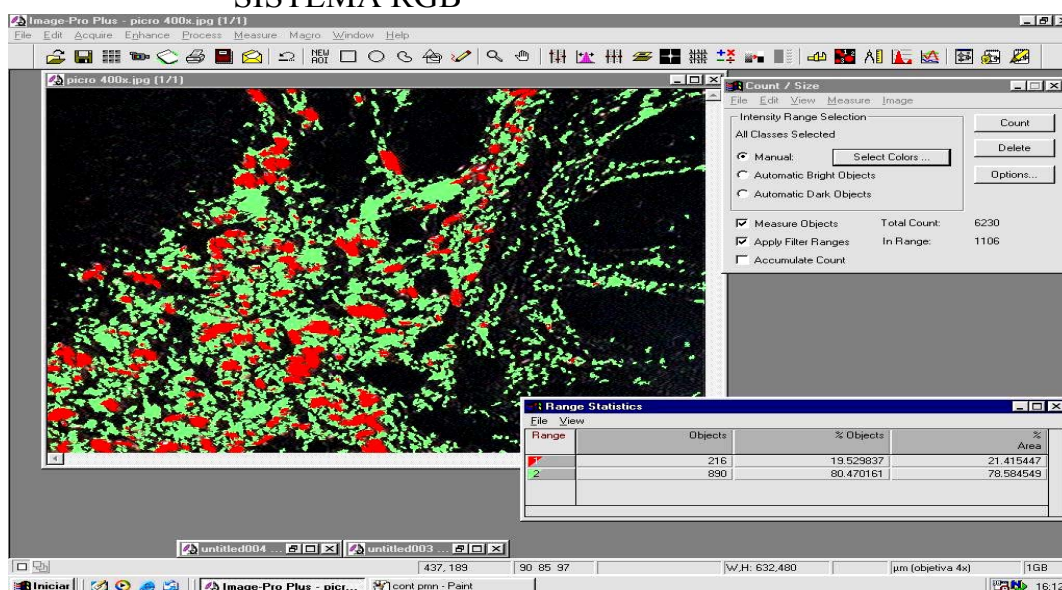 SISTEMA RGB
Image-Pro Plus - picro 400x.jpg (1/1)
File Edit Acquire Enhance Process Measure Macro Window Help
NEW AOI
picro 400x.jpg (1/1)
Count / Size
File Edit View Measure Image
Intensity Range Selection
All Classes Selected
Manual: Select Colors ...
Automatic Bright Objects
Automatic Dark Objects
Count
Delete
Options...
Measure Objects Total Count: 6230
Apply Filter Ranges In Range: 1106
Accumulate Count
Range Statistics
File View
Range Objects % Objects % Area
1 216 19.529837 21.415447
2 890 80.470161 78.584549
untitled004 ... untitled003 ...
437, 189 90 85 97 W,H: 632,480 µm (objetiva 4x) 1GB
Iniciar Image-Pro Plus - picr... cont pmn - Paint 16:12